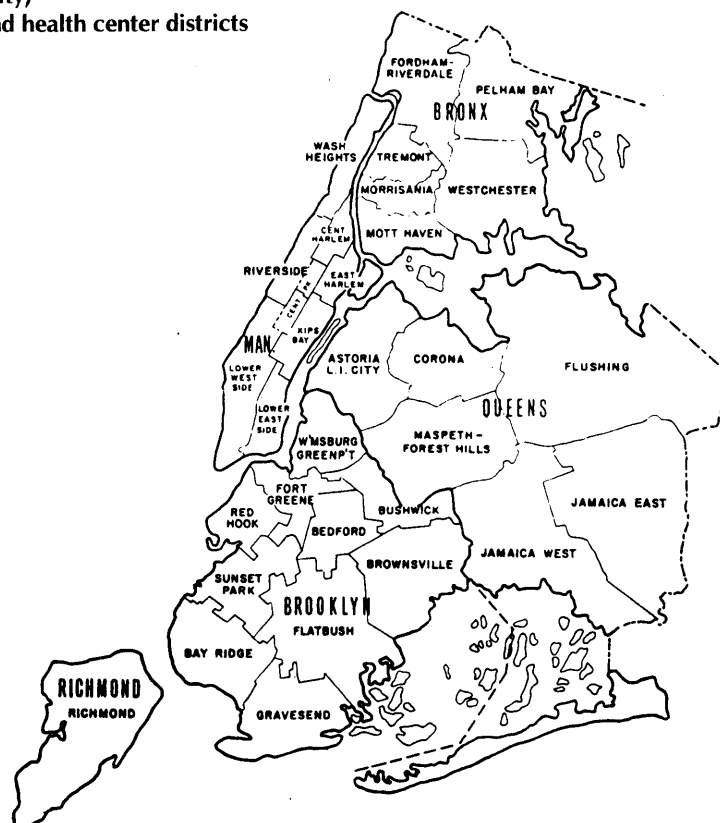 ity)
d health center districts
FORDHAM-
RIVERDALE
PELHAM BAY
BRONX
WASH
HEIGHTS
TREMONT
MORRISANIA
WESTCHESTER
CENT
HARLEM
MOTT HAVEN
RIVERSIDE
EAST
HARLEM
CENT PK
KIPS
BAY
MAN.
LOWER
WEST
SIDE
LOWER
EAST
SIDE
ASTORIA
L.I. CITY
CORONA
FLUSHING
QUEENS
W'MSBURG
GREENP'T
MASPETH-
FOREST HILLS
FORT
GREENE
RED
HOOK
BUSHWICK
BEDFORD
JAMAICA EAST
BROWNSVILLE
JAMAICA WEST
SUNSET
PARK
BROOKLYN
FLATBUSH
BAY RIDGE
RICHMOND
RICHMOND
GRAVESEND